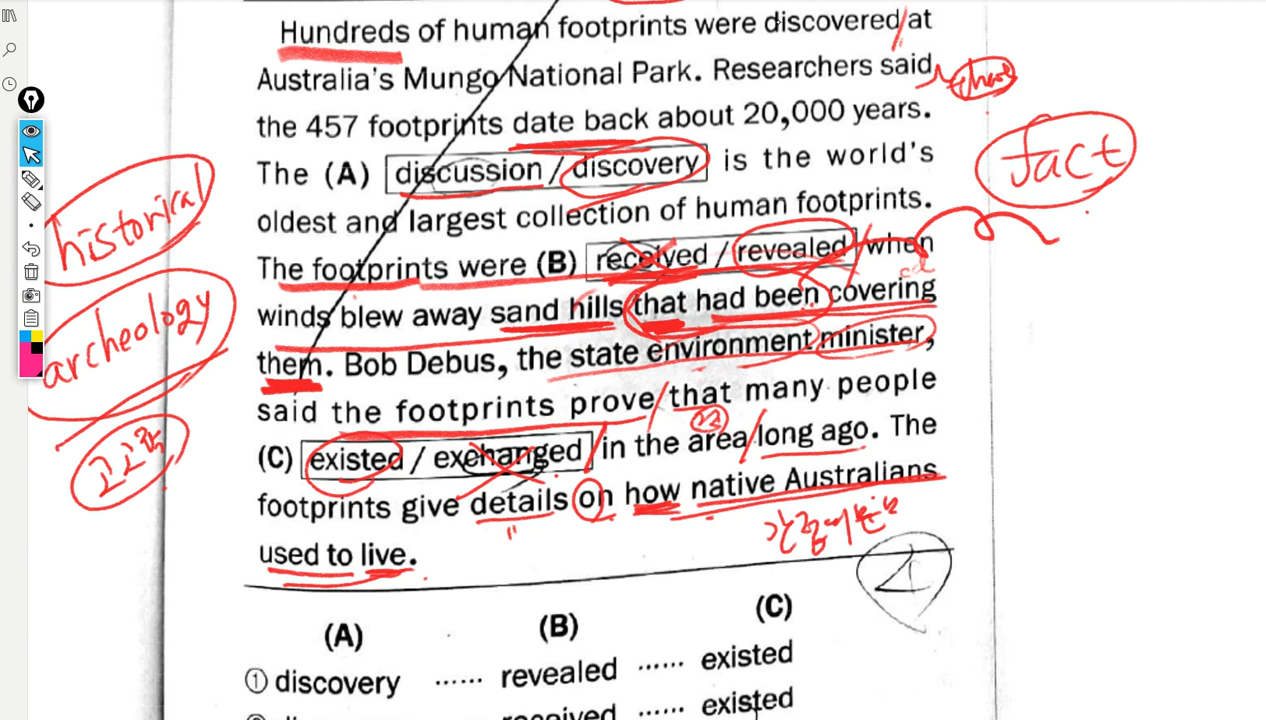 Hundreds of human footprints were discovered at
Australia's Mungo National Park. Researchers said
that
the 457 footprints date back about 20,000 years.
fact
The (A) discussion / discovery is the world's
historical
oldest and largest collection of human footprints.
The footprints were (B) received / revealed when
ed
winds blew away sand hills that had been covering
archeology
them. Bob Debus, the state environment minister,
said the footprints prove that many people
고고학
(C) existed / exchanged in the area long ago. The
footprints give details on how native Australians
간접의문문
used to live.
(A) (B) (C)
① discovery ...... revealed ...... existed
received ...... existed